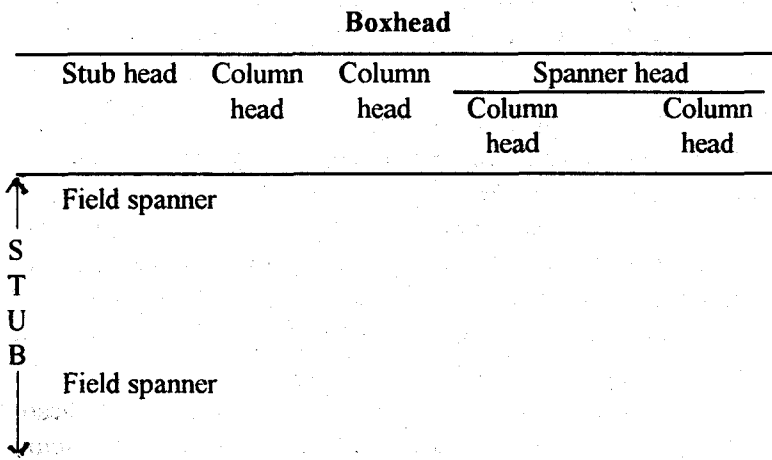 Boxhead
Stub head Column head Column head Spanner head
Column head Column head
Field spanner
S
T
U
B
Field spanner